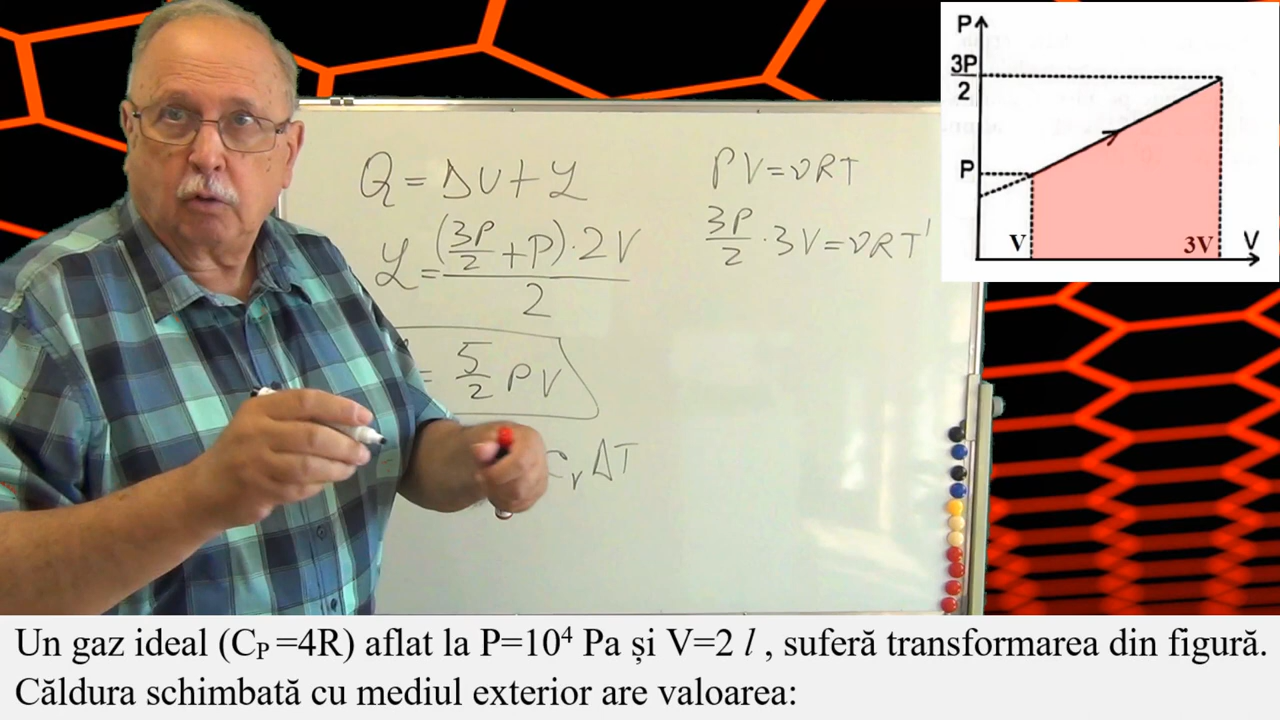 Q = ΔU + L
L = (3P/2 + P) · 2V / 2
= 5/2 PV
C_V ΔT
PV = νRT
3P/2 · 3V = νRT'
P
3P/2
P
V
3V
V
Un gaz ideal (C_P =4R) aflat la P=10⁴ Pa și V=2 l , suferă transformarea din figură.
Căldura schimbată cu mediul exterior are valoarea: